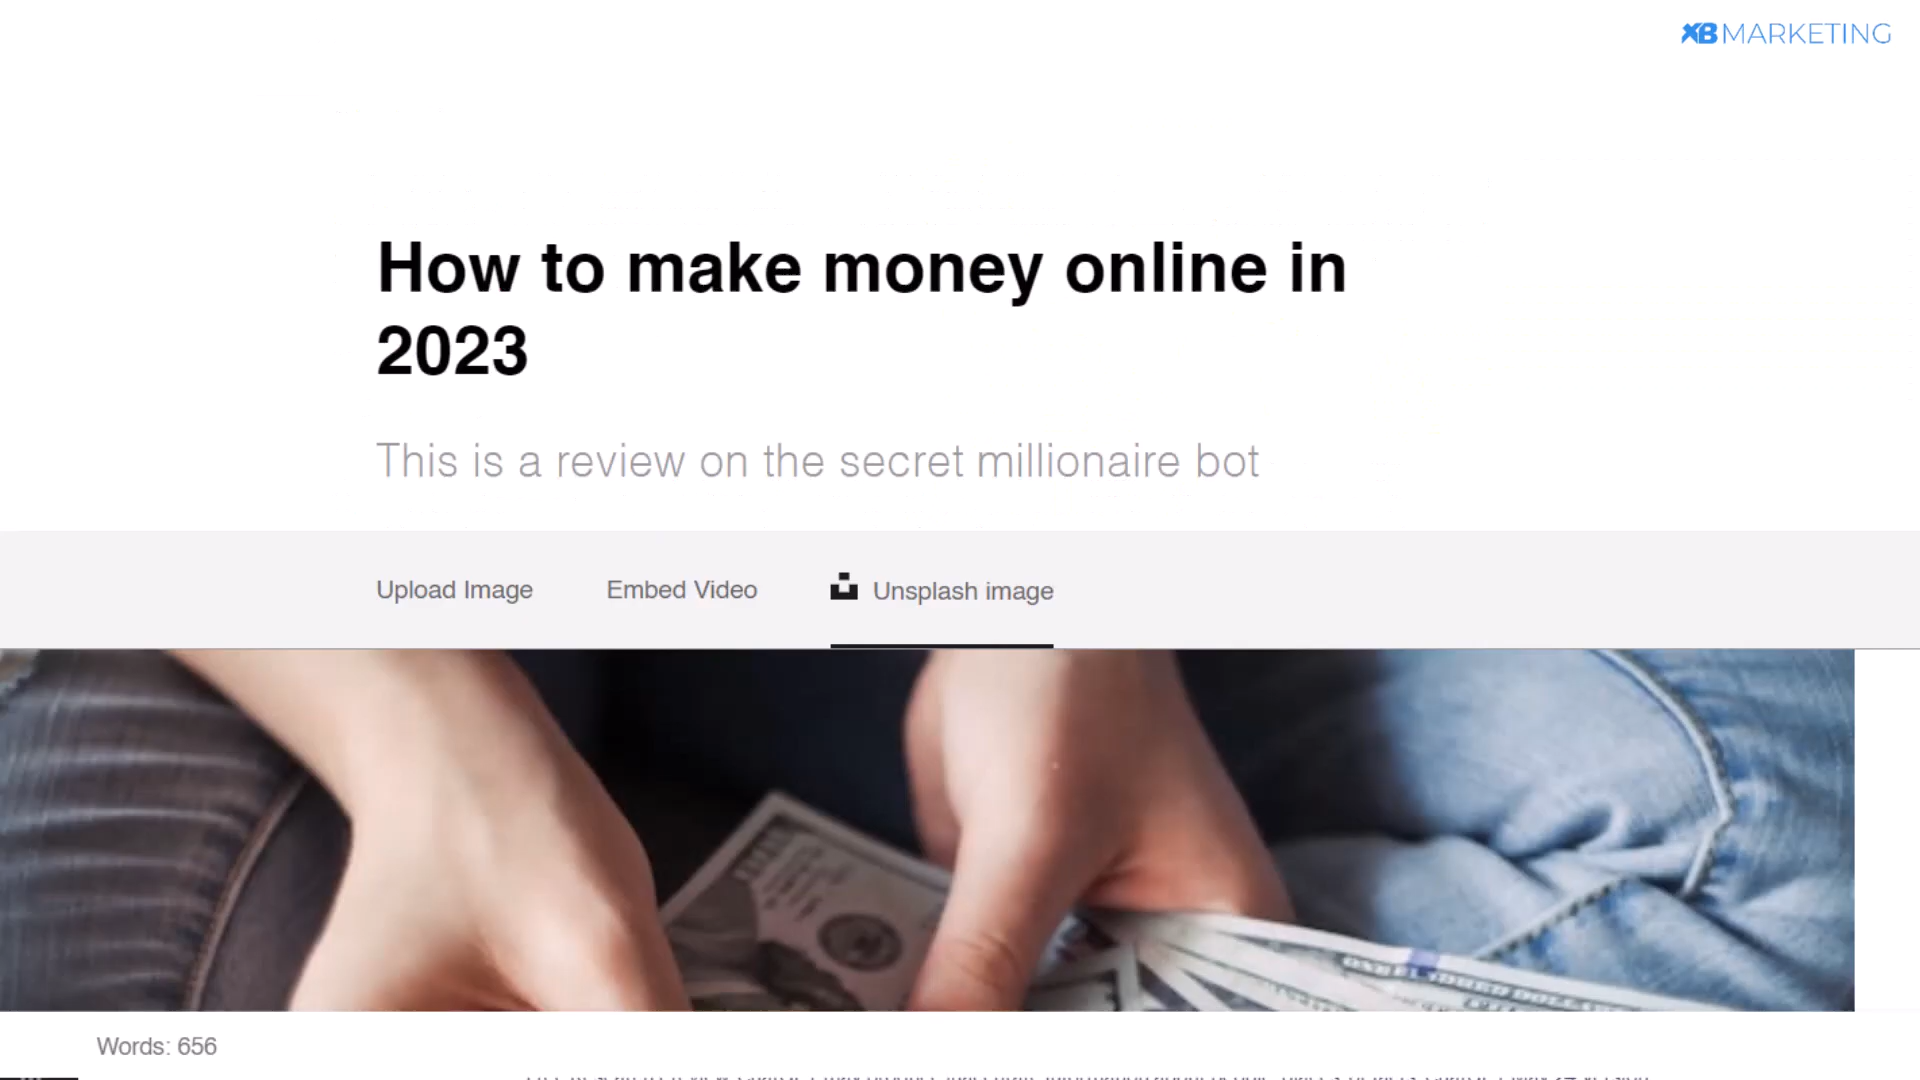 XB MARKETING
How to make money online in
2023
This is a review on the secret millionaire bot
Upload Image Embed Video Unsplash image
Words: 656